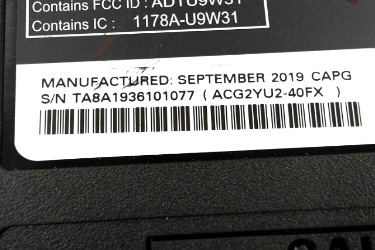 Contains FCC ID : ADTU9W31
Contains IC : 1178A-U9W31
MANUFACTURED: SEPTEMBER 2019 CAPG
S/N TA8A1936101077 ( ACG2YU2-40FX )